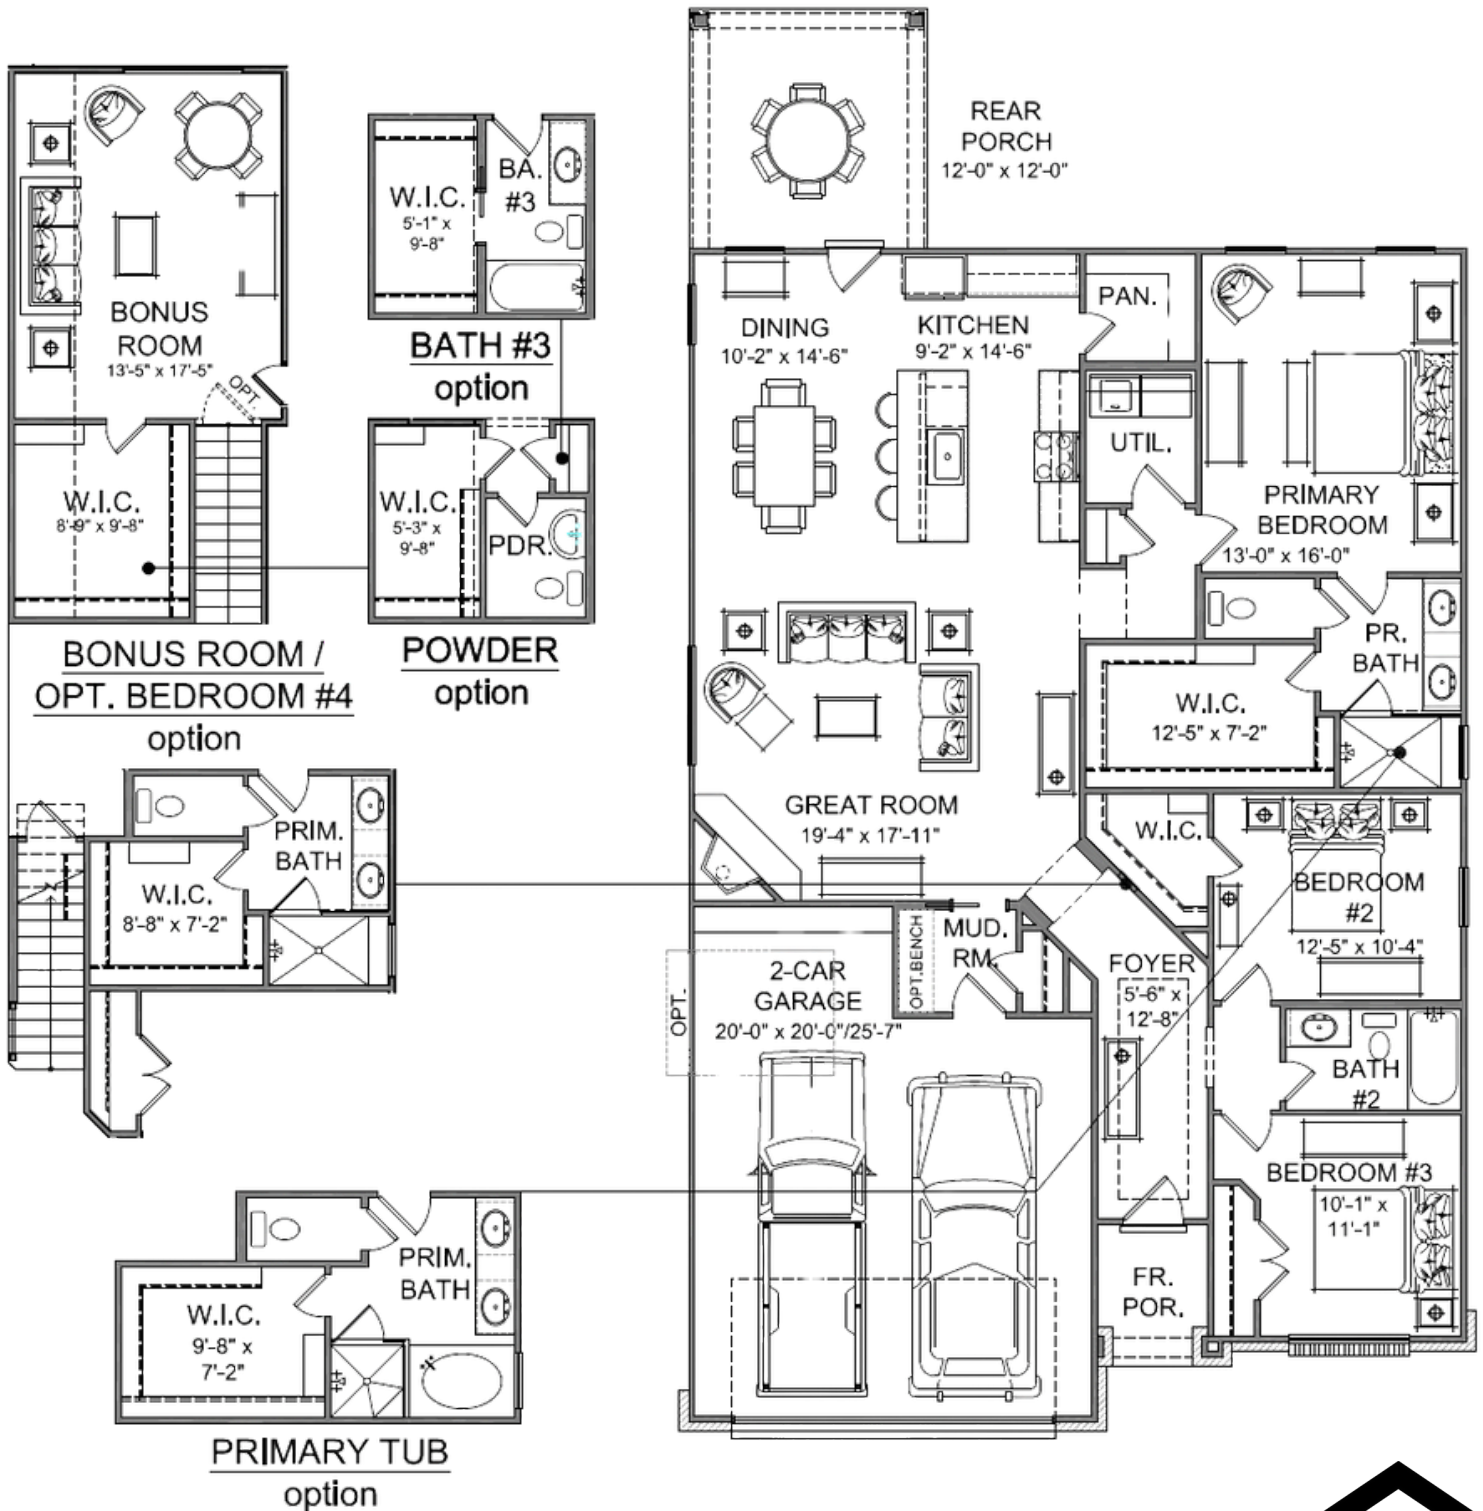 REAR
PORCH
12'-0" x 12'-0"
BONUS
ROOM
13'-5" x 17'-5"
OPT.
W.I.C.
8'-9" x 9'-8"
BONUS ROOM /
OPT. BEDROOM #4
option
W.I.C.
5'-1" x
9'-8"
BA.
#3
BATH #3
option
W.I.C.
5'-3" x
9'-8"
PDR.
POWDER
option
DINING
10'-2" x 14'-6"
KITCHEN
9'-2" x 14'-6"
PAN.
UTIL.
PRIMARY
BEDROOM
13'-0" x 16'-0"
PR.
BATH
W.I.C.
12'-5" x 7'-2"
GREAT ROOM
19'-4" x 17'-11"
W.I.C.
BEDROOM
#2
12'-5" x 10'-4"
PRIM.
BATH
W.I.C.
8'-8" x 7'-2"
MUD.
RM.
OPT.BENCH
FOYER
5'-6" x
12'-8"
2-CAR
GARAGE
20'-0" x 20'-0"/25'-7"
OPT.
BATH
#2
BEDROOM #3
10'-1" x
11'-1"
FR.
POR.
PRIM.
BATH
W.I.C.
9'-8" x
7'-2"
PRIMARY TUB
option